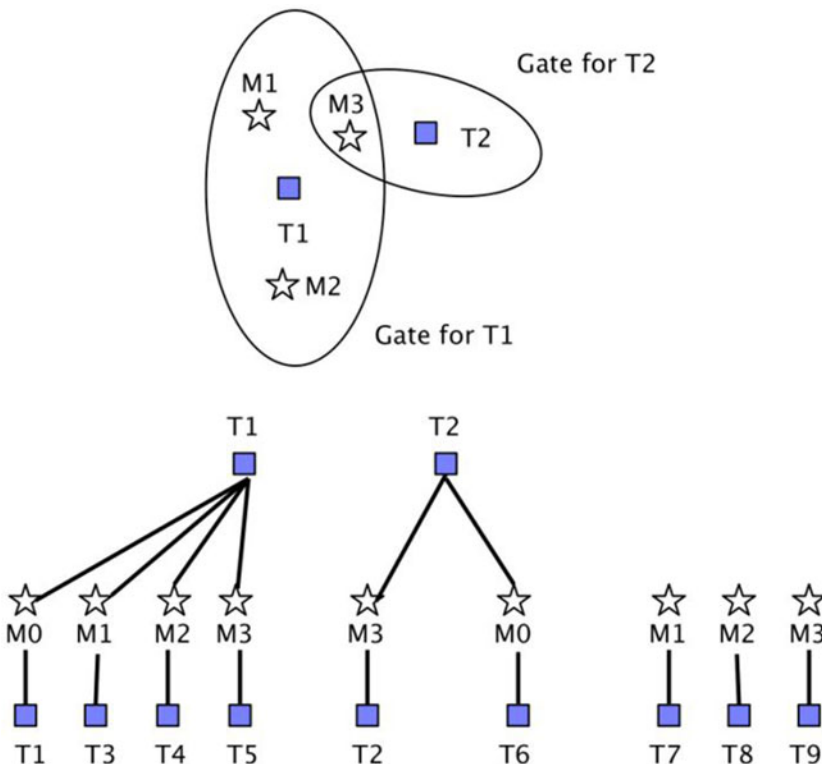 Gate for T2
M1
M3
T2
T1
M2
Gate for T1
T1 T2
M0 M1 M2 M3 M3 M0 M1 M2 M3
T1 T3 T4 T5 T2 T6 T7 T8 T9